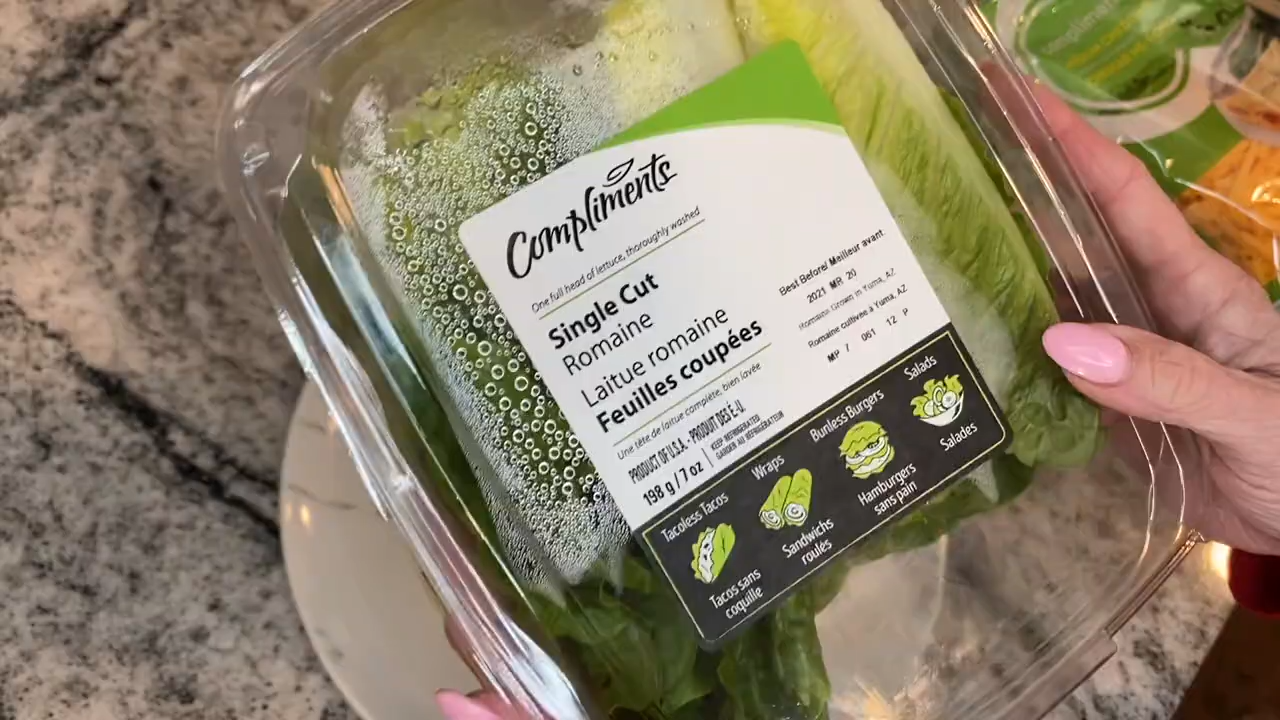 Compliments
One full head of lettuce, thoroughly washed
Single Cut
Romaine
Laitue romaine
Feuilles coupées
Une tête de laitue complète, bien lavée
PRODUCT OF U.S.A. - PRODUIT DES É.-U.
198 g / 7 oz
KEEP REFRIGERATED
GARDER AU RÉFRIGÉRATEUR
Best Before/ Meilleur avant
2021 MR 20
Romaine Grown in Yuma, AZ
Romaine cultivée à Yuma, AZ
MP 7 061 12 P
Tacoless Tacos
Tacos sans
coquille
Wraps
Sandwichs
roulés
Bunless Burgers
Hamburgers
sans pain
Salads
Salades
compliments